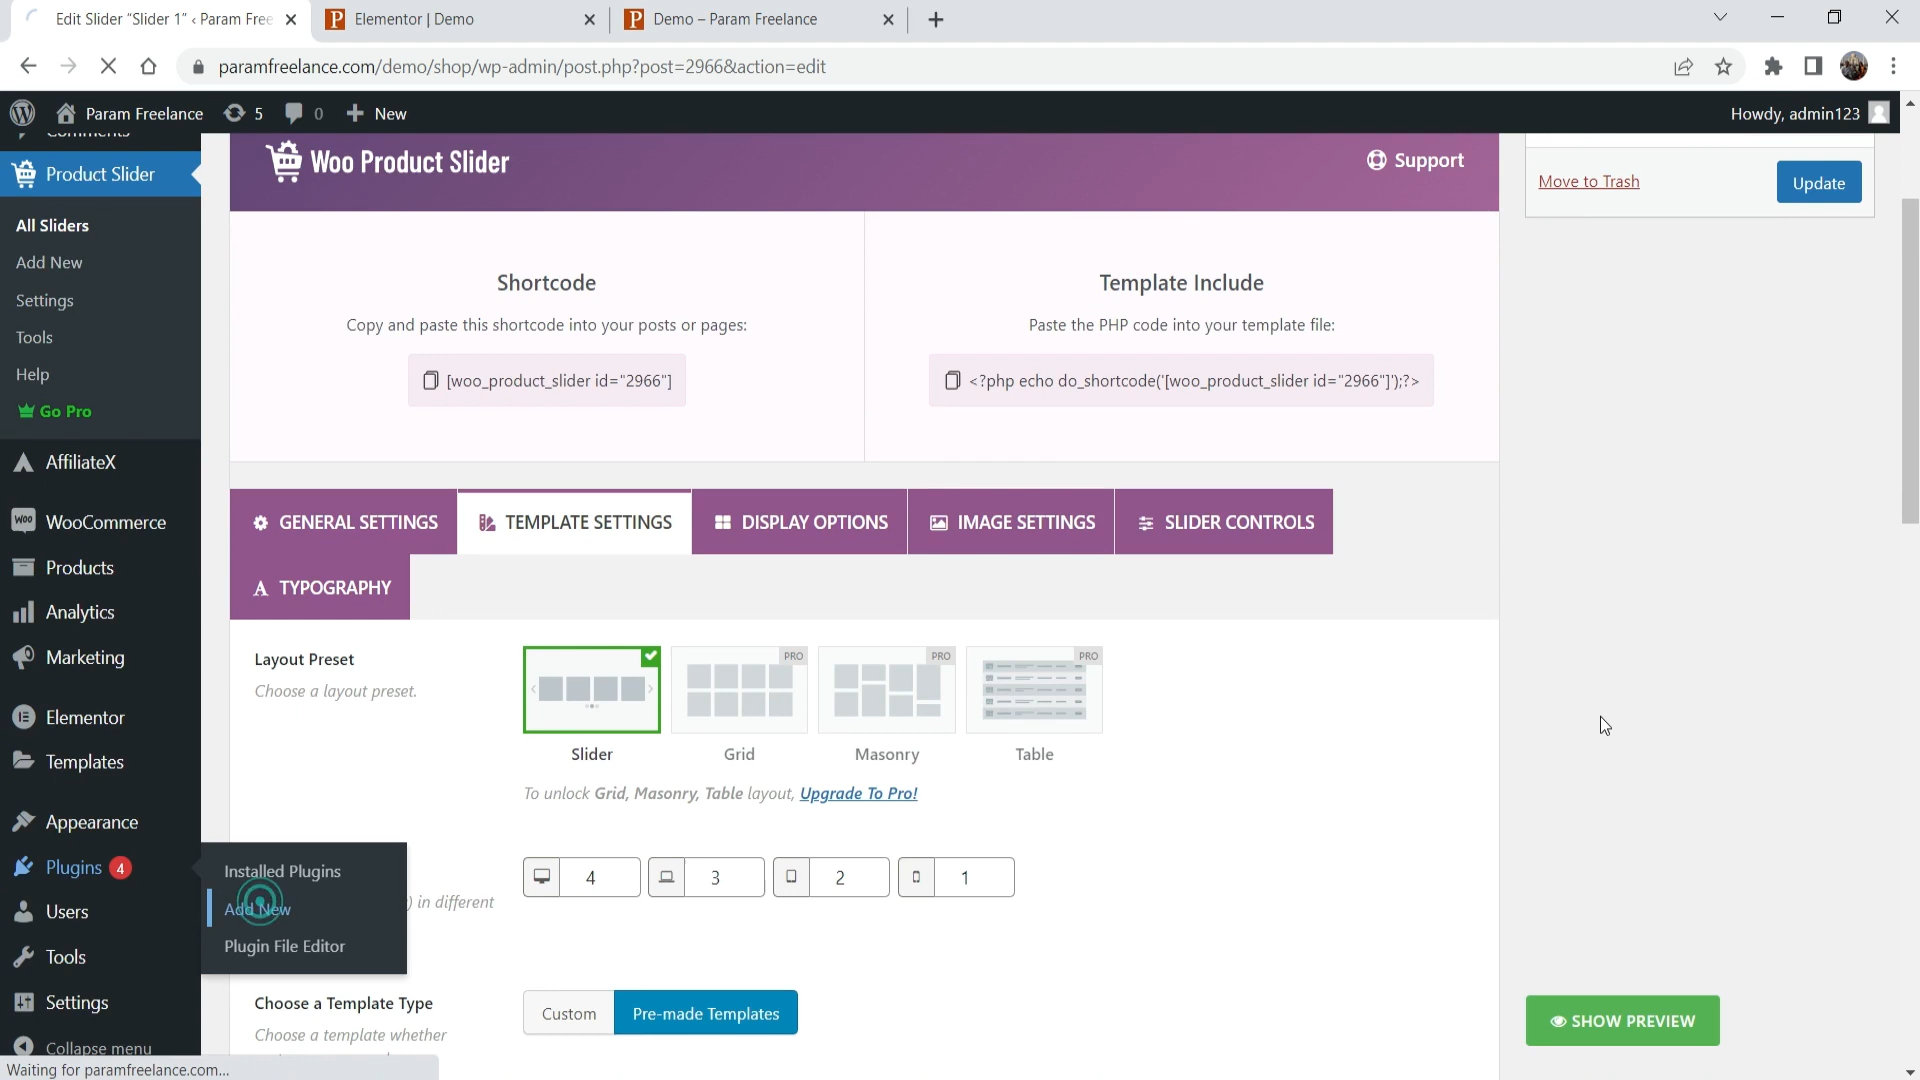 Edit Slider "Slider 1" ‹ Param Free
Elementor | Demo
Demo – Param Freelance
paramfreelance.com/demo/shop/wp-admin/post.php?post=2966&action=edit
Param Freelance
5
0
New
Howdy, admin123
Comments
Product Slider
All Sliders
Add New
Settings
Tools
Help
Go Pro
AffiliateX
WooCommerce
Products
Analytics
Marketing
Elementor
Templates
Appearance
Plugins 4
Users
Tools
Settings
Collapse menu
Installed Plugins
Add New
Plugin File Editor
Woo Product Slider
Support
Move to Trash
Update
Shortcode
Copy and paste this shortcode into your posts or pages:
[woo_product_slider id="2966"]
Template Include
Paste the PHP code into your template file:
<?php echo do_shortcode('[woo_product_slider id="2966"]');?>
GENERAL SETTINGS
TEMPLATE SETTINGS
DISPLAY OPTIONS
IMAGE SETTINGS
SLIDER CONTROLS
TYPOGRAPHY
Layout Preset
Choose a layout preset.
PRO
PRO
PRO
Slider
Grid
Masonry
Table
To unlock Grid, Masonry, Table layout, Upgrade To Pro!
) in different
4
3
2
1
Choose a Template Type
Choose a template whether
Custom
Pre-made Templates
SHOW PREVIEW
Waiting for paramfreelance.com...